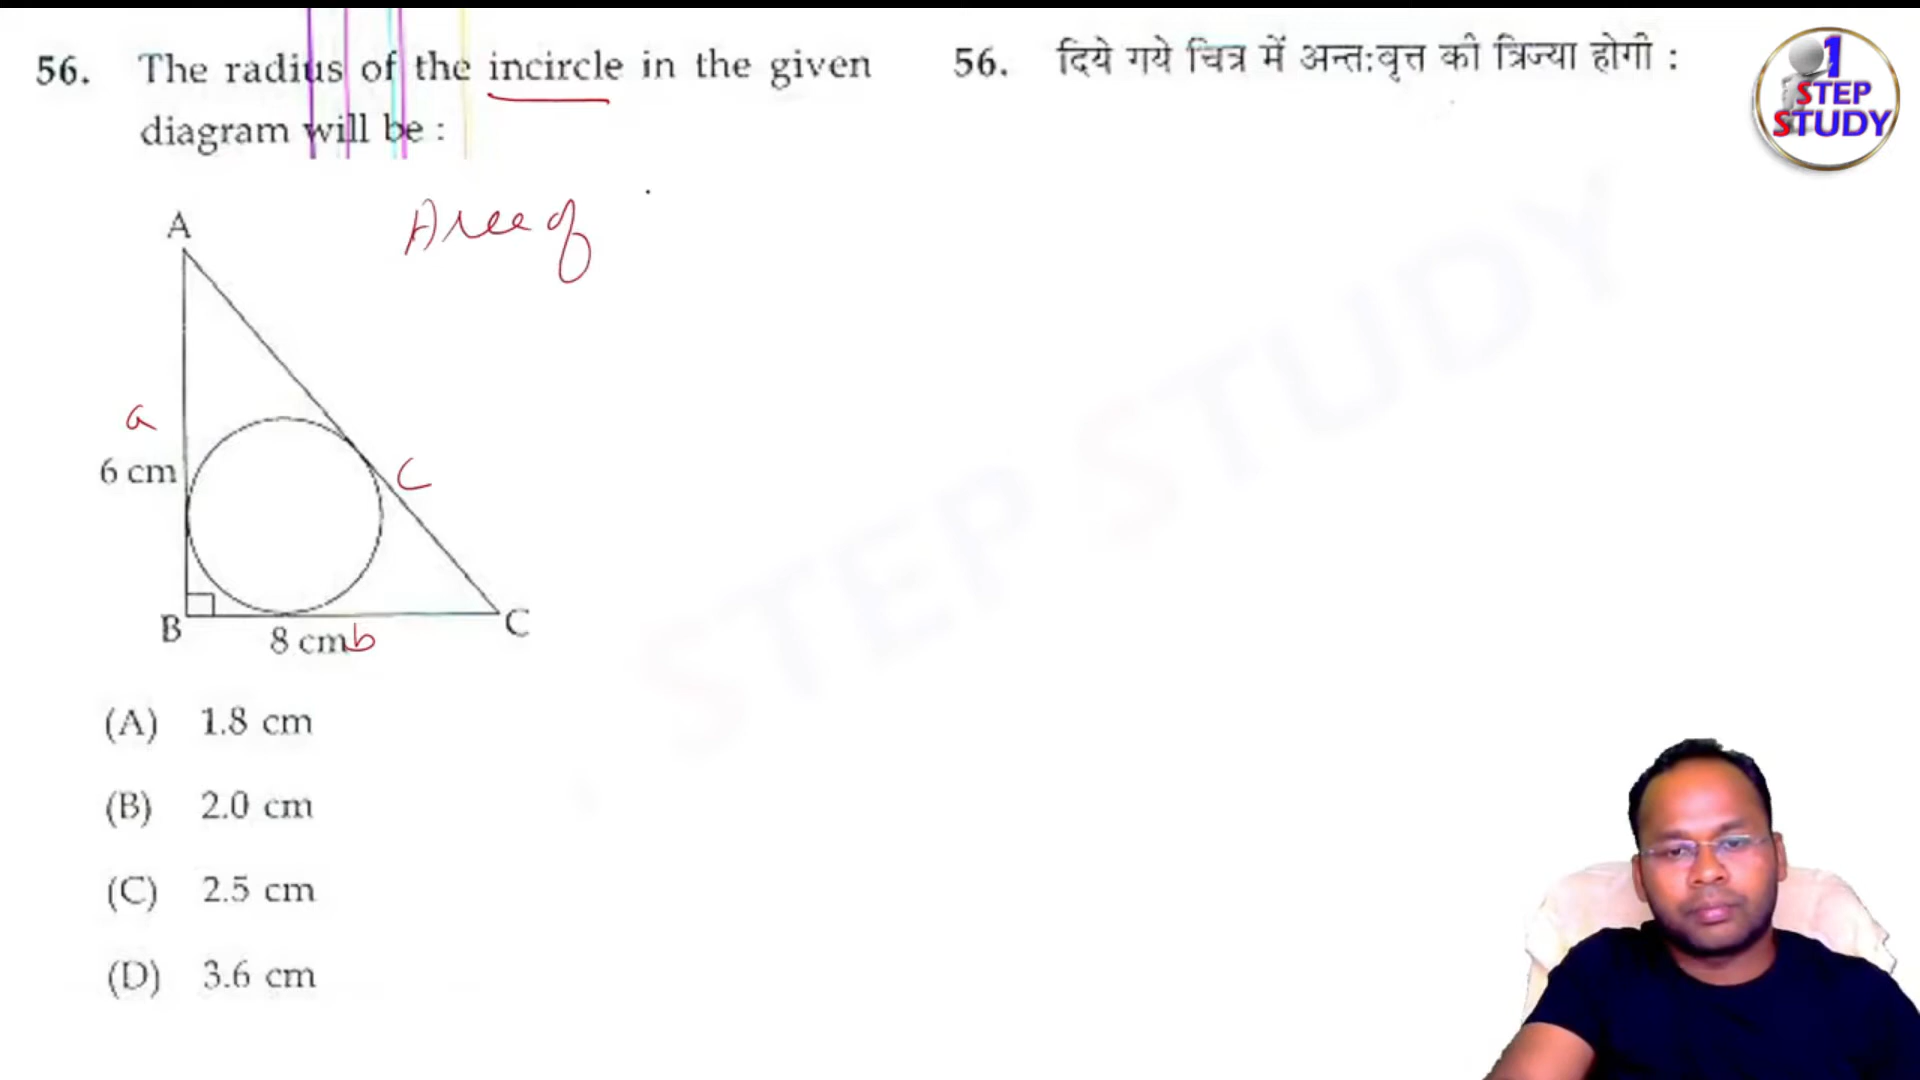 56. The radius of the incircle in the given
diagram will be :
56. दिये गये चित्र में अन्तःवृत्त की त्रिज्या होगी :
1
STEP
STUDY
Area of
A
a
6 cm
C
B
C
8 cm b
(A) 1.8 cm
(B) 2.0 cm
(C) 2.5 cm
(D) 3.6 cm
STEP STUDY